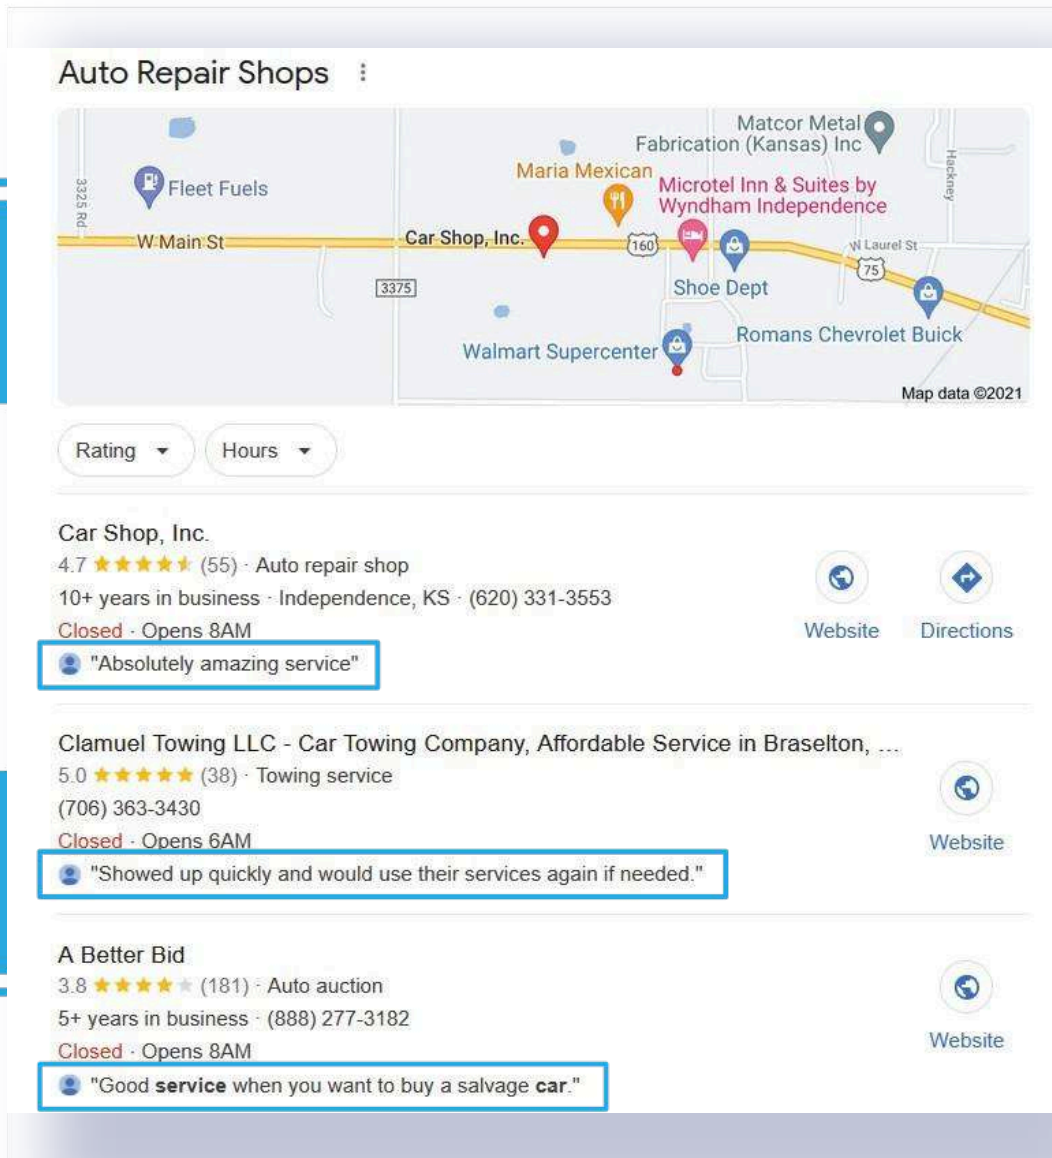 Auto Repair Shops
Matcor Metal
Fabrication (Kansas) Inc
Hackney
3325 Rd
Fleet Fuels
Maria Mexican
Microtel Inn & Suites by
Wyndham Independence
W Main St
Car Shop, Inc.
160
W Laurel St
75
3375
Shoe Dept
Walmart Supercenter
Romans Chevrolet Buick
Map data ©2021
Rating
Hours
Car Shop, Inc.
4.7 (55) · Auto repair shop
10+ years in business · Independence, KS · (620) 331-3553
Closed · Opens 8AM
Website
Directions
"Absolutely amazing service"
Clamuel Towing LLC - Car Towing Company, Affordable Service in Braselton, ...
5.0 (38) · Towing service
(706) 363-3430
Closed · Opens 6AM
Website
"Showed up quickly and would use their services again if needed."
A Better Bid
3.8 (181) · Auto auction
5+ years in business · (888) 277-3182
Closed · Opens 8AM
Website
"Good service when you want to buy a salvage car."